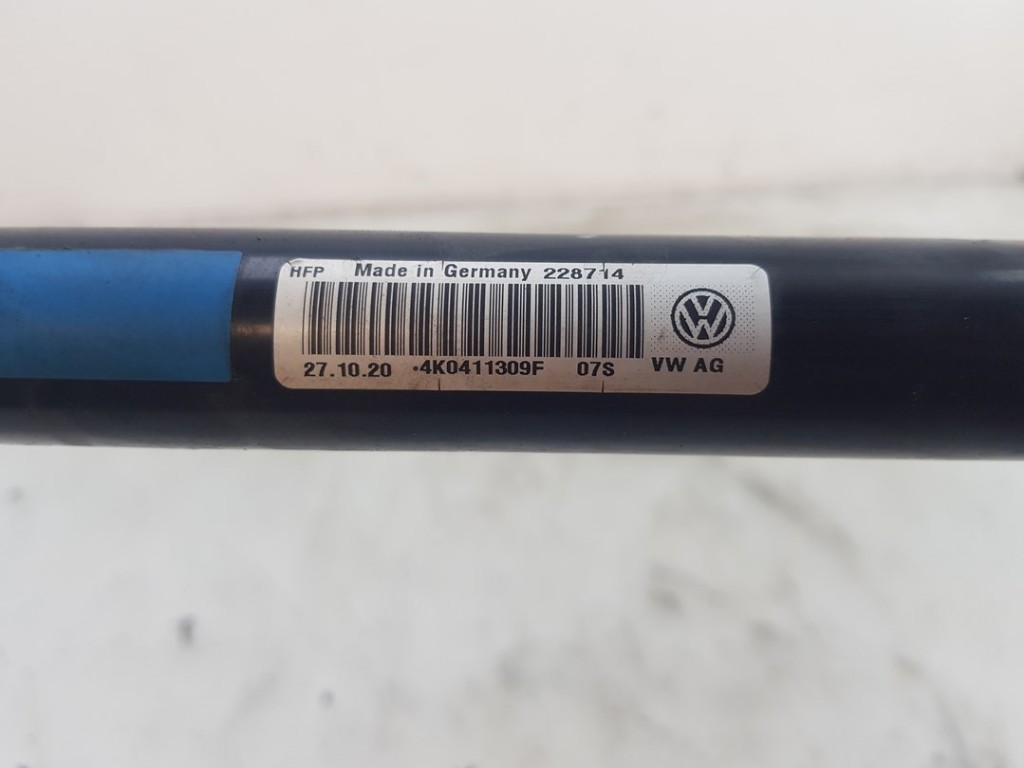 HFP Made in Germany 228714
27.10.20 •4K0411309F 07S VW AG